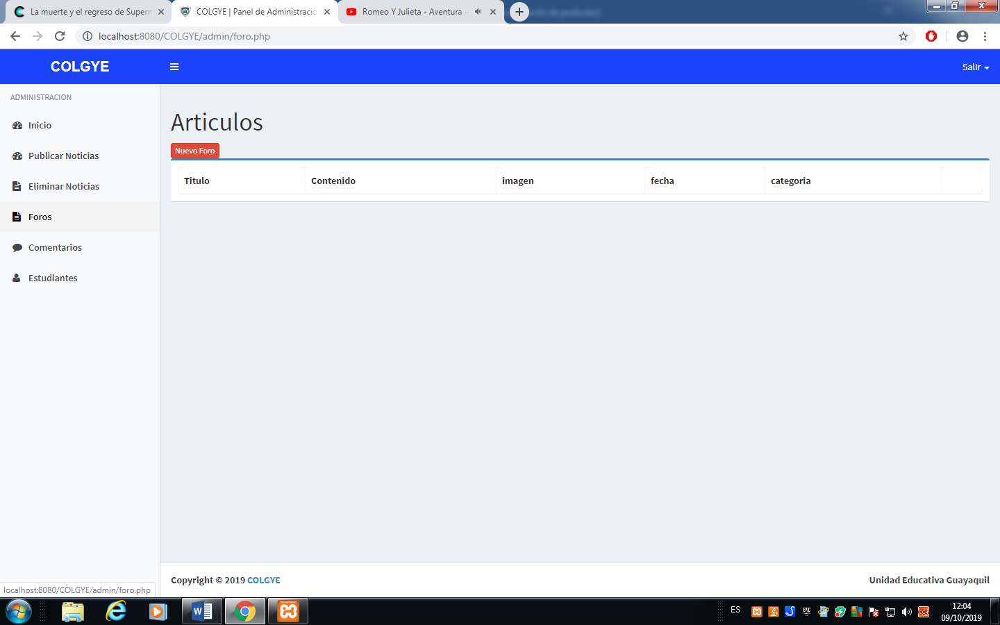 La muerte y el regreso de Super
COLGYE | Panel de Administracio
Romeo Y Julieta - Aventura -
localhost:8080/COLGYE/admin/foro.php
COLGYE
Salir
ADMINISTRACION
Inicio
Publicar Noticias
Eliminar Noticias
Foros
Comentarios
Estudiantes
Articulos
Nuevo Foro
Titulo Contenido imagen fecha categoria
Copyright © 2019 COLGYE
Unidad Educativa Guayaquil
localhost:8080/COLGYE/admin/foro.php
ES
12:04
09/10/2019